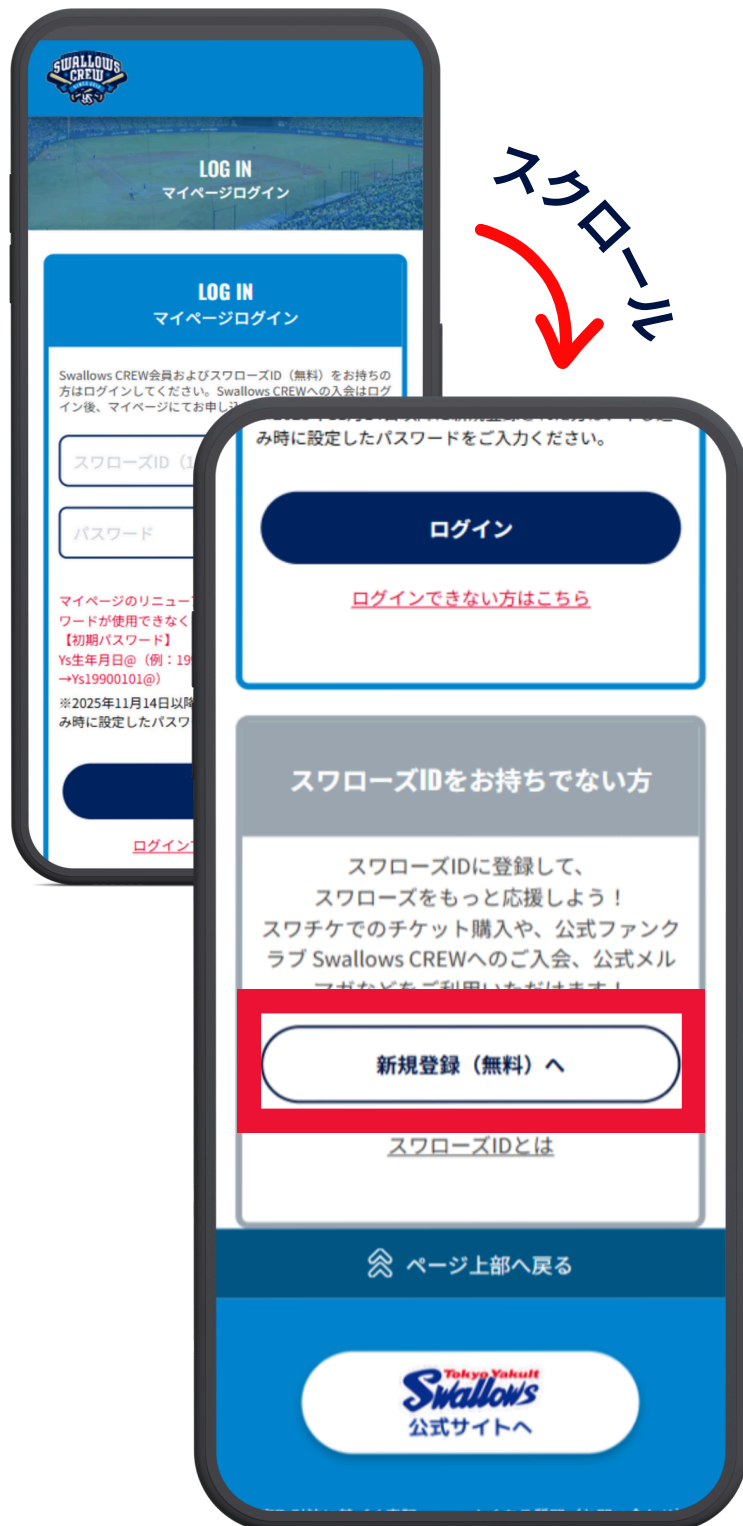 SWALLOWS
CREW
LOG IN
マイページログイン
LOG IN
マイページログイン
Swallows CREW会員およびスワローズID（無料）をお持ちの
方はログインしてください。Swallows CREWへの入会はログ
イン後、マイページにてお申し込
スワローズID（1
パスワード
マイページのリニュー
ワードが使用できなく
【初期パスワード】
Ys生年月日@（例：19
→Ys19900101@）
※2025年11月14日以降
み時に設定したパスワ
ログイン
スクロール
み時に設定したパスワードをご入力ください。
ログイン
ログインできない方はこちら
スワローズIDをお持ちでない方
スワローズIDに登録して、
スワローズをもっと応援しよう！
スワチケでのチケット購入や、公式ファンク
ラブ Swallows CREWへのご入会、公式メル
マガなどをご利用いただけます！
新規登録（無料）へ
スワローズIDとは
ページ上部へ戻る
Tokyo Yakult
Swallows
公式サイトへ